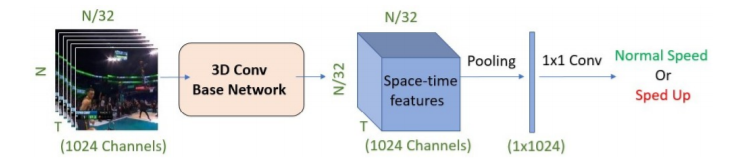 N/32
N
T
(1024 Channels)
3D Conv
Base Network
N/32
N/32
Space-time
features
T
(1024 Channels)
Pooling
(1x1024)
1x1 Conv
Normal Speed
Or
Sped Up